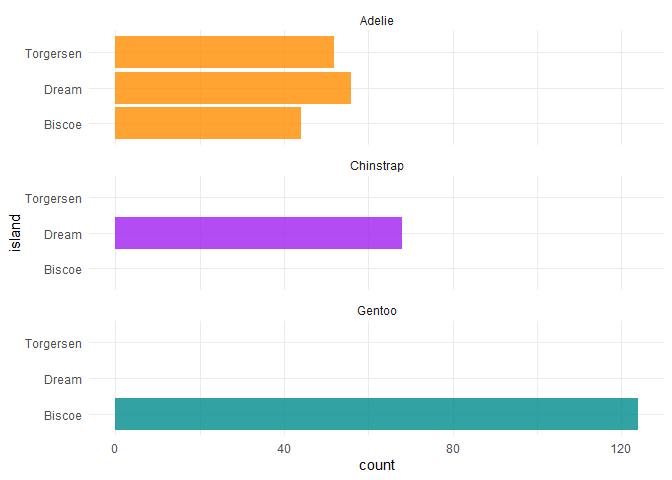 Adelie
Torgersen
Dream
Biscoe
Chinstrap
Torgersen
Dream
Biscoe
island
Gentoo
Torgersen
Dream
Biscoe
0 40 80 120
count